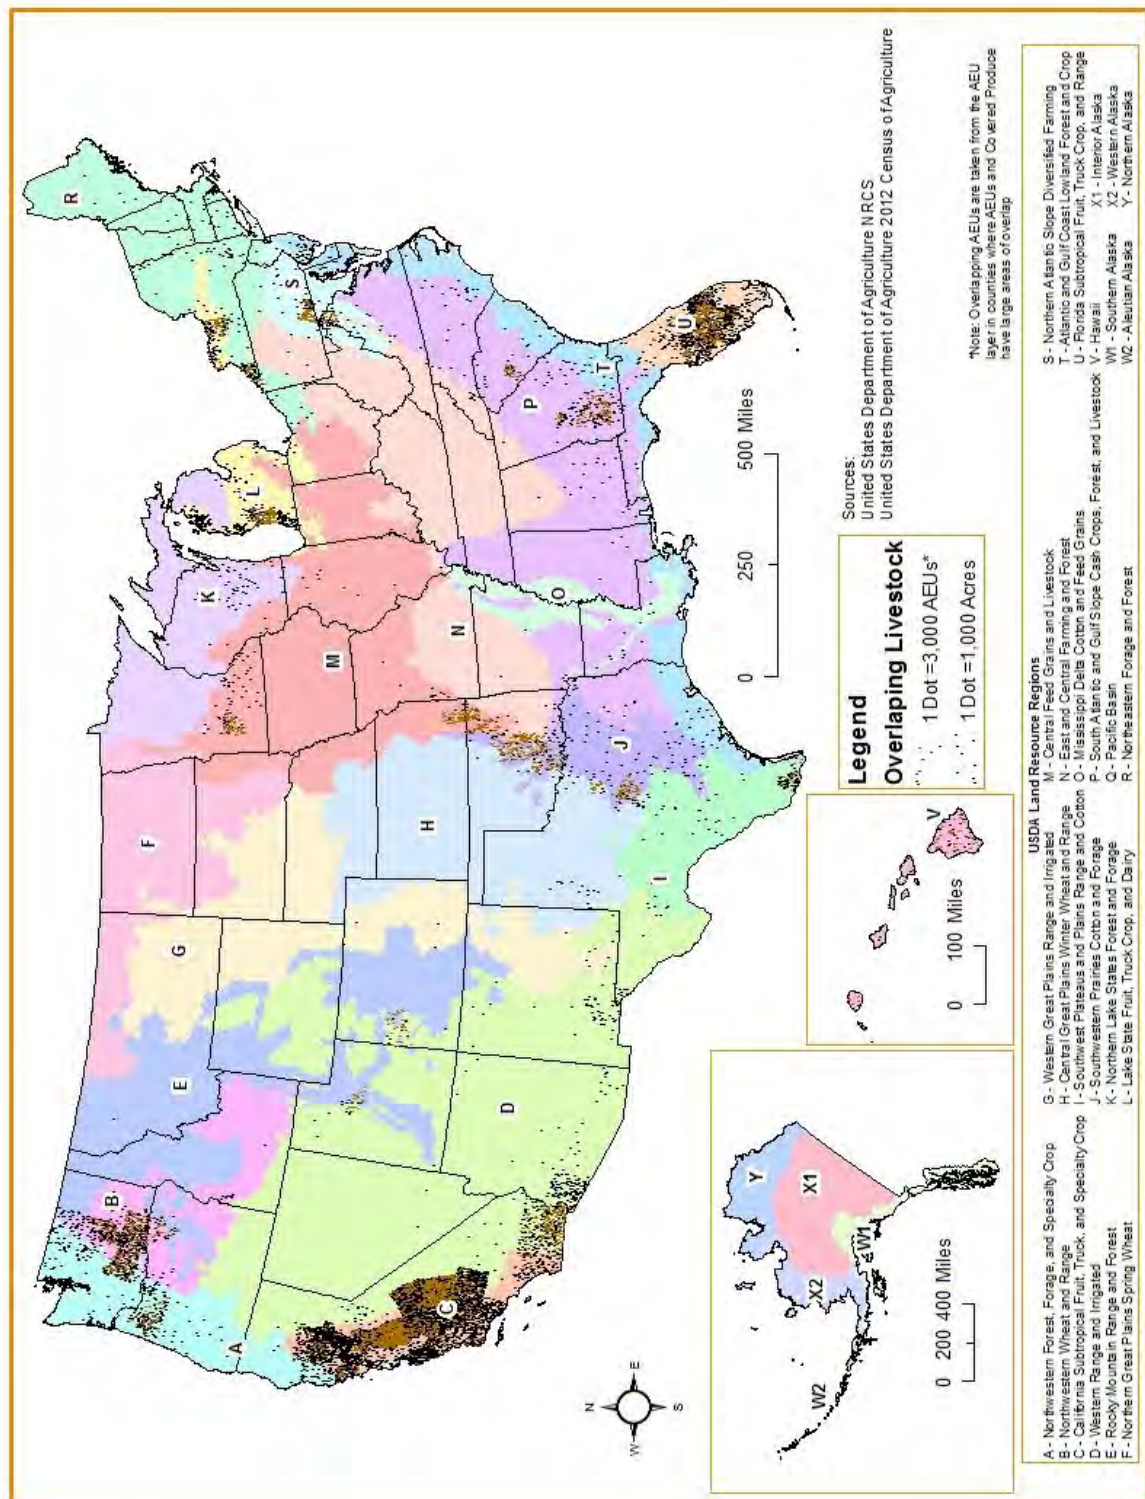 A
B
C
D
E
F
G
H
I
J
K
L
M
N
O
P
R
S
T
U
N
W E
S
Y
X1
X2
W1
W2
0 200 400 Miles
V
0 100 Miles
Legend
Overlaping Livestock
1 Dot =3,000 AEUs*
1 Dot =1,000 Acres
0 250 500 Miles
Sources:
United States Department of Agriculture NRCS
United States Department of Agriculture 2012 Census of Agriculture
*Note: Overlapping AEUs are taken from the AEU
layer in counties where AEUs and Covered Produce
have large areas of overlap
USDA Land Resource Regions
A - Northwestern Forest, Forage, and Specialty Crop
B - Northwestern Wheat and Range
C - California Subtropical Fruit, Truck, and Specialty Crop
D - Western Range and Irrigated
E - Rocky Mountain Range and Forest
F - Northern Great Plains Spring Wheat
G - Western Great Plains Range and Irrigated
H - Central Great Plains Winter Wheat and Range
I - Southwest Plateaus and Plains Range and Cotton
J - Southwestern Prairies Cotton and Forage
K - Northern Lake States Forest and Forage
L - Lake State Fruit, Truck Crop, and Dairy
M - Central Feed Grains and Livestock
N - East and Central Farming and Forest
O - Mississippi Delta Cotton and Feed Grains
P - South Atlantic and Gulf Slope Cash Crops, Forest, and Livestock
Q - Pacific Basin
R - Northeastern Forage and Forest
S - Northern Atlantic Slope Diversified Farming
T - Atlantic and Gulf Coast Lowland Forest and Crop
U - Florida Subtropical Fruit, Truck Crop, and Range
V - Hawaii X1 - Interior Alaska
W1 - Southern Alaska X2 - Western Alaska
W2 - Aleutian Alaska Y - Northern Alaska